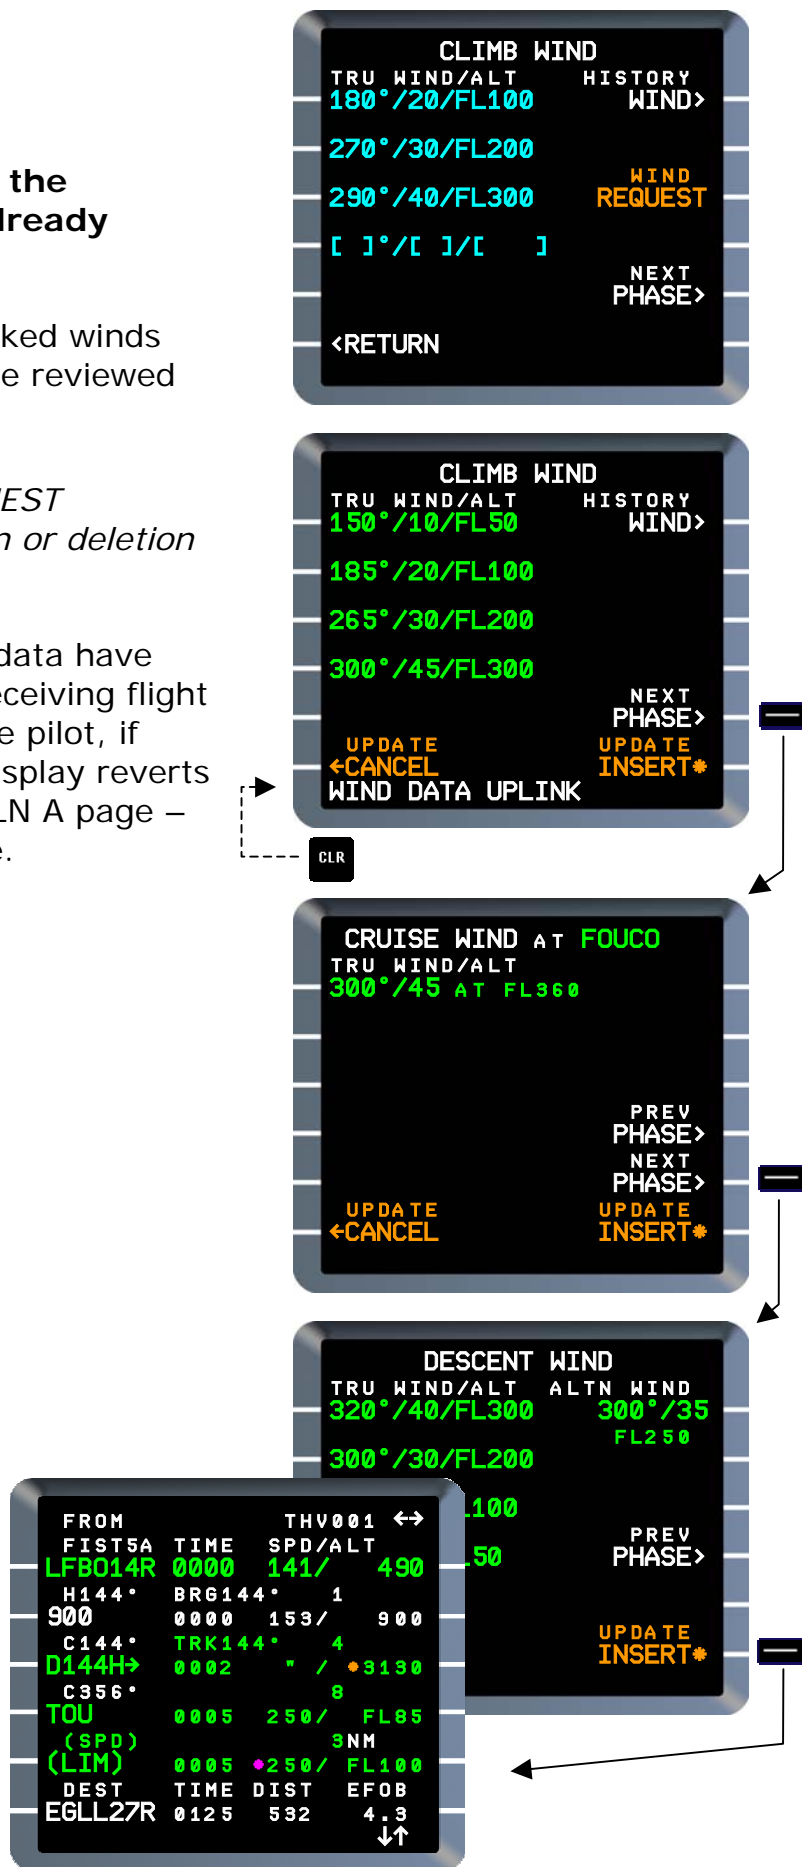 the
lready
ked winds
e reviewed
EST
n or deletion
data have
eceiving flight
e pilot, if
isplay reverts
LN A page –
e.
CLIMB WIND
TRU WIND/ALT HISTORY
180°/20/FL100 WIND>
270°/30/FL200
WIND
290°/40/FL300 REQUEST
[ ]°/[ ]/[ ]
NEXT
PHASE>
<RETURN
CLIMB WIND
TRU WIND/ALT HISTORY
150°/10/FL50 WIND>
185°/20/FL100
265°/30/FL200
300°/45/FL300
NEXT
PHASE>
UPDATE UPDATE
←CANCEL INSERT*
WIND DATA UPLINK
CLR
CRUISE WIND AT FOUCO
TRU WIND/ALT
300°/45 AT FL360
PREV
PHASE>
NEXT
PHASE>
UPDATE UPDATE
←CANCEL INSERT*
DESCENT WIND
TRU WIND/ALT ALTN WIND
320°/40/FL300 300°/35
FL250
300°/30/FL200
L100
PREV
L50 PHASE>
UPDATE
INSERT*
FROM THV001 ↔
FIST5A TIME SPD/ALT
LFBO14R 0000 141/ 490
H144° BRG144° 1
900 0000 153/ 900
C144° TRK144° 4
D144H→ 0002 " / *3130
C356° 8
TOU 0005 250/ FL85
(SPD) 3NM
(LIM) 0005 *250/ FL100
DEST TIME DIST EFOB
EGLL27R 0125 532 4.3
↓↑